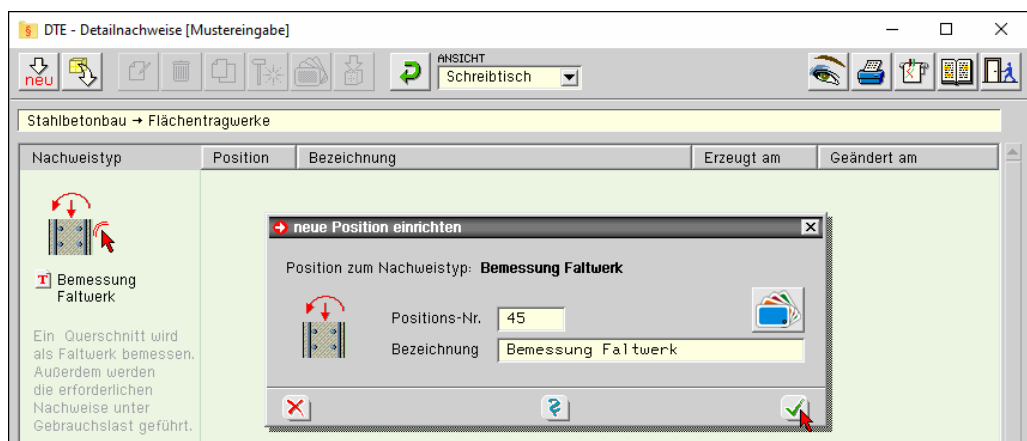 DTE - Detailnachweise [Mustereingabe]
neu
ANSICHT
Schreibtisch
Stahlbetonbau → Flächentragwerke
Nachweistyp Position Bezeichnung Erzeugt am Geändert am
T Bemessung
Faltwerk
Ein Querschnitt wird
als Faltwerk bemessen.
Außerdem werden
die erforderlichen
Nachweise unter
Gebrauchslast geführt.
neue Position einrichten
Position zum Nachweistyp: Bemessung Faltwerk
Positions-Nr. 45
Bezeichnung Bemessung Faltwerk